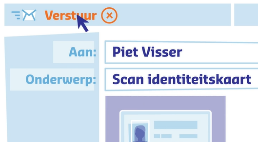 Verstuur
Aan: Piet Visser
Onderwerp: Scan identiteitskaart